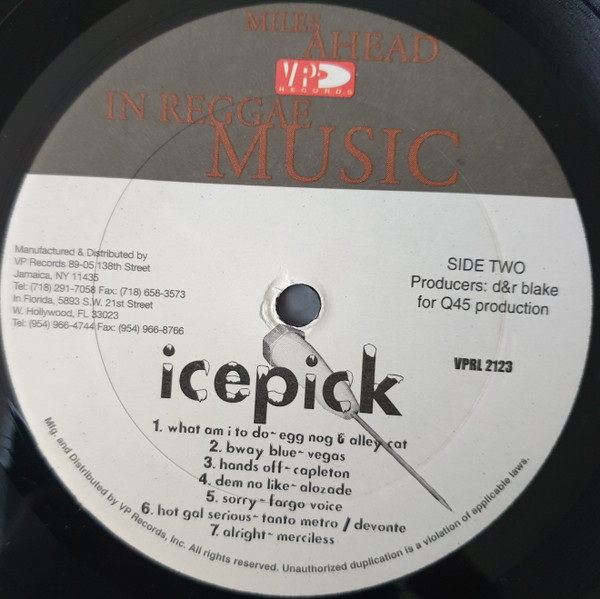 MILES
AHEAD
VP
RECORDS
IN REGGAE
MUSIC
Manufactured & Distributed by
VP Records 89-05 138th Street
Jamaica, NY 11435
Tel: (718) 291-7058 Fax: (718) 658-3573
In Florida, 5893 S.W. 21st Street
W. Hollywood, FL 33023
Tel: (954) 966-4744 Fax: (954) 966-8766
SIDE TWO
Producers: d&r blake
for Q45 production
VPRL 2123
icepick
1. what am i to do~egg nog & alley cat
2. bway blue~vegas
3. hands off~capleton
4. dem no like~alozade
5. sorry~fargo voice
6. hot gal serious~tanto metro / devonte
7. alright~merciless
Mfg. and Distributed by VP Records, Inc. All rights reserved. Unauthorized duplication is a violation of applicable laws.